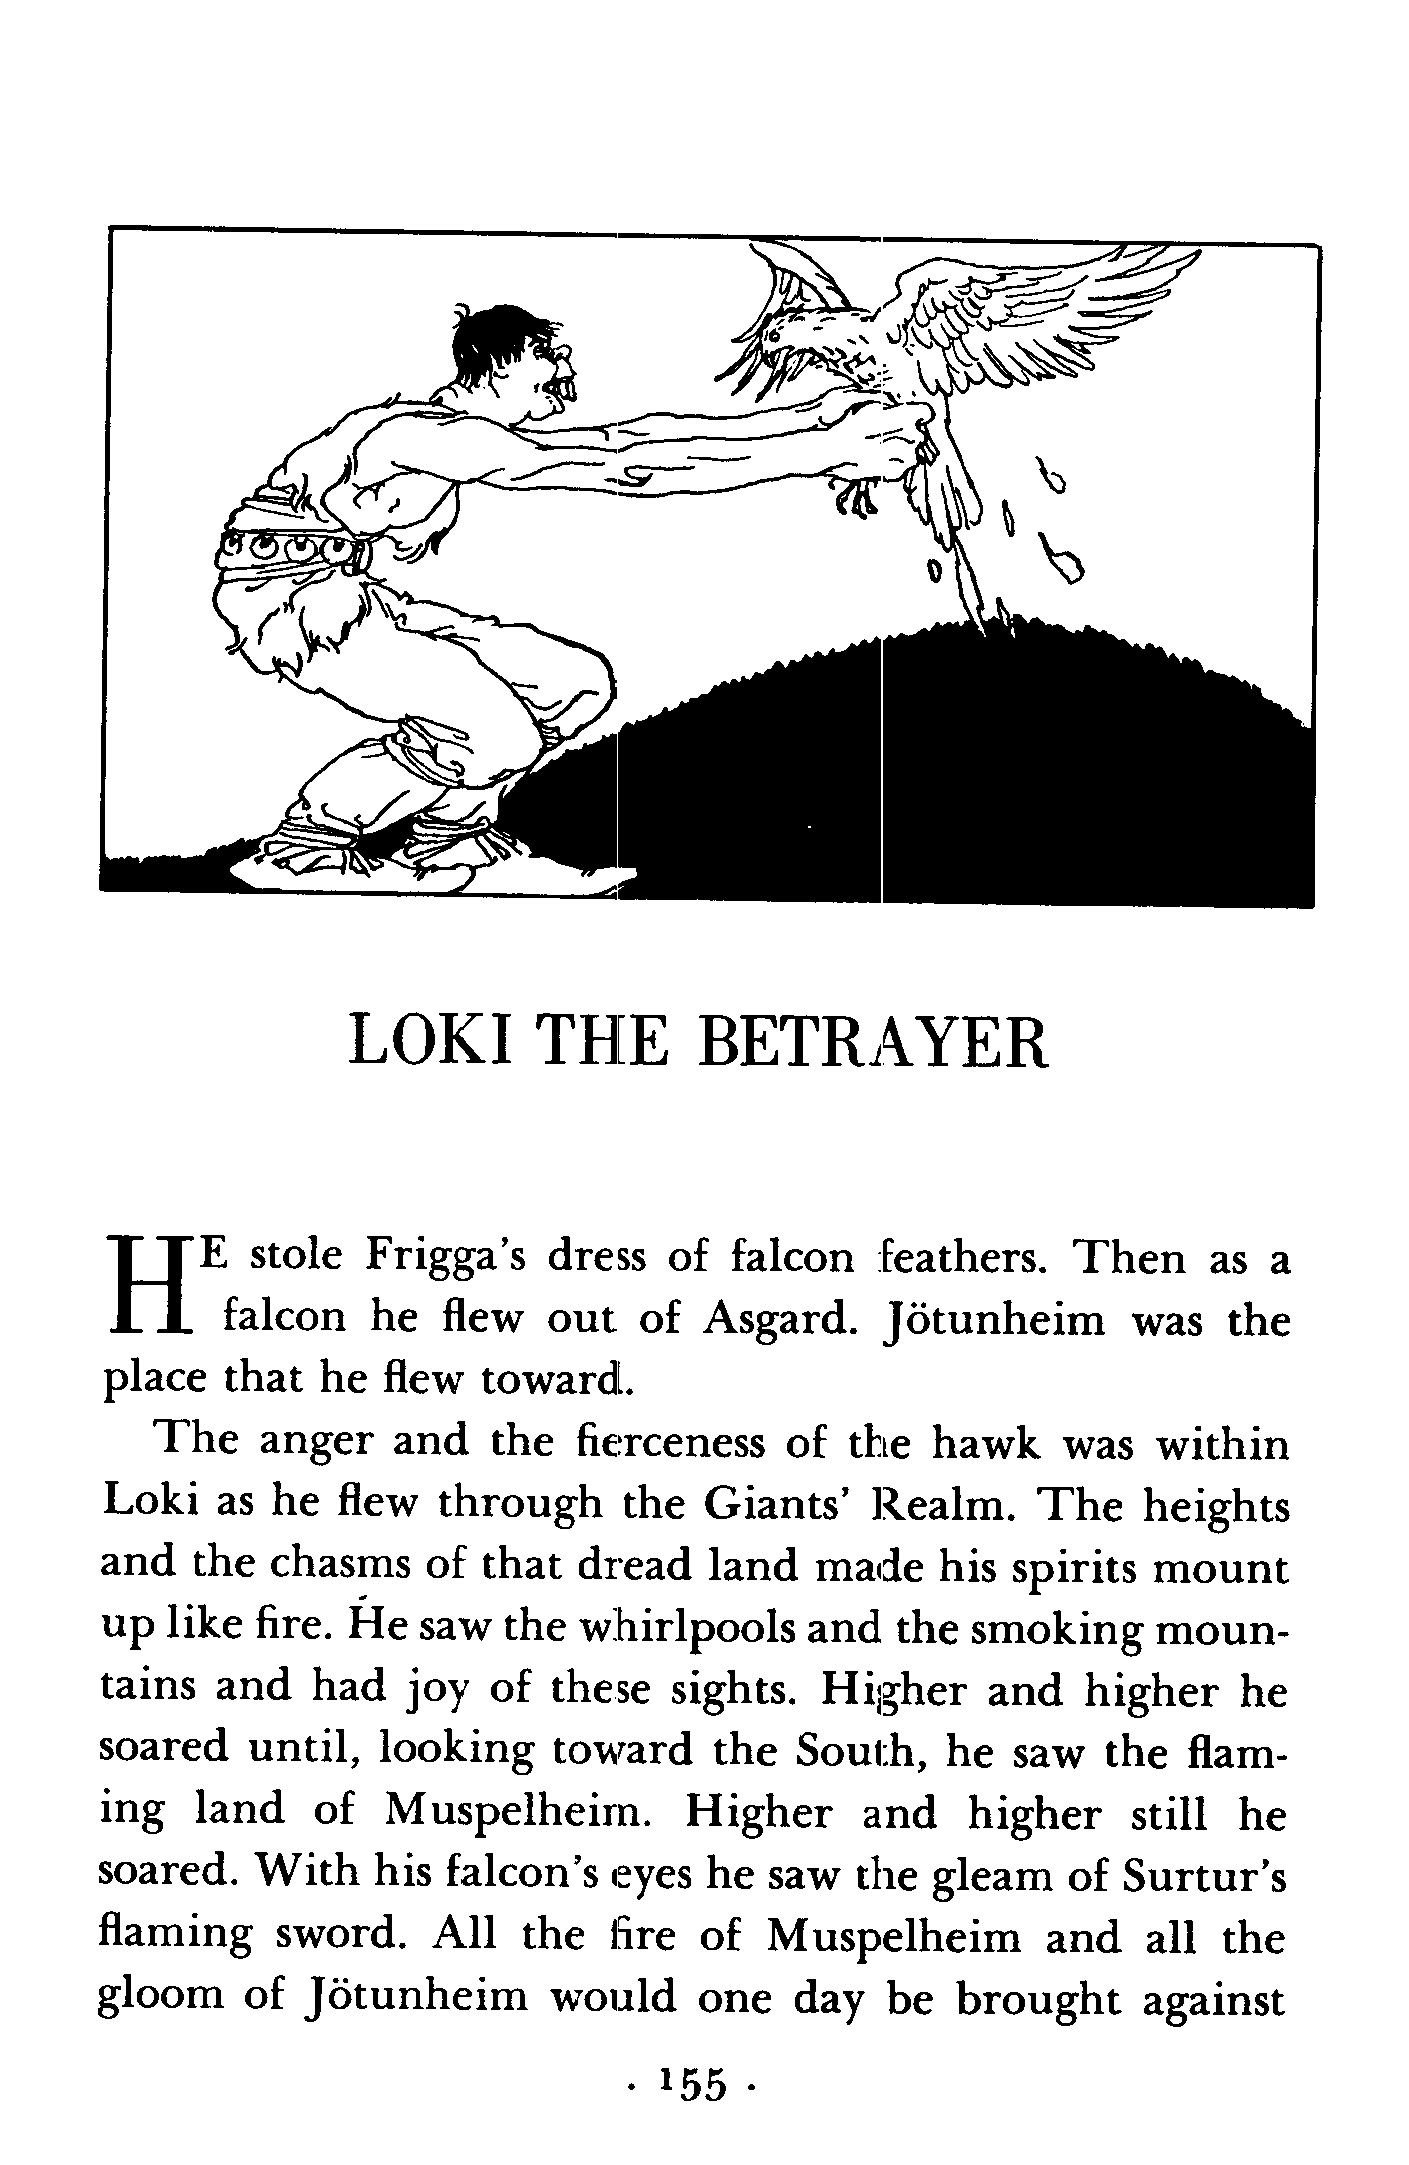 LOKI THE BETRAYER
HE stole Frigga's dress of falcon feathers. Then as a
falcon he flew out of Asgard. Jötunheim was the
place that he flew toward.
The anger and the fierceness of the hawk was within
Loki as he flew through the Giants' Realm. The heights
and the chasms of that dread land made his spirits mount
up like fire. He saw the whirlpools and the smoking moun-
tains and had joy of these sights. Higher and higher he
soared until, looking toward the South, he saw the flam-
ing land of Muspelheim. Higher and higher still he
soared. With his falcon's eyes he saw the gleam of Surtur's
flaming sword. All the fire of Muspelheim and all the
gloom of Jötunheim would one day be brought against
· 155 ·